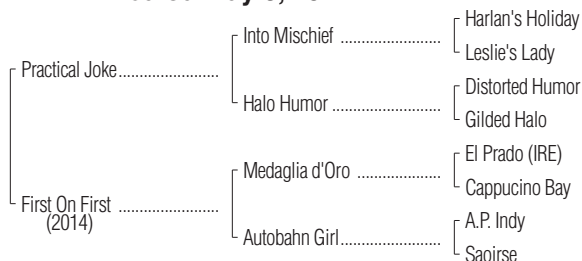 Harlan's Holiday
Into Mischief ........................
Leslie's Lady
Practical Joke........................
Distorted Humor
Halo Humor ..........................
Gilded Halo
El Prado (IRE)
Medaglia d'Oro ....................
Cappucino Bay
First On First ........................
(2014)
A.P. Indy
Autobahn Girl........................
Saoirse